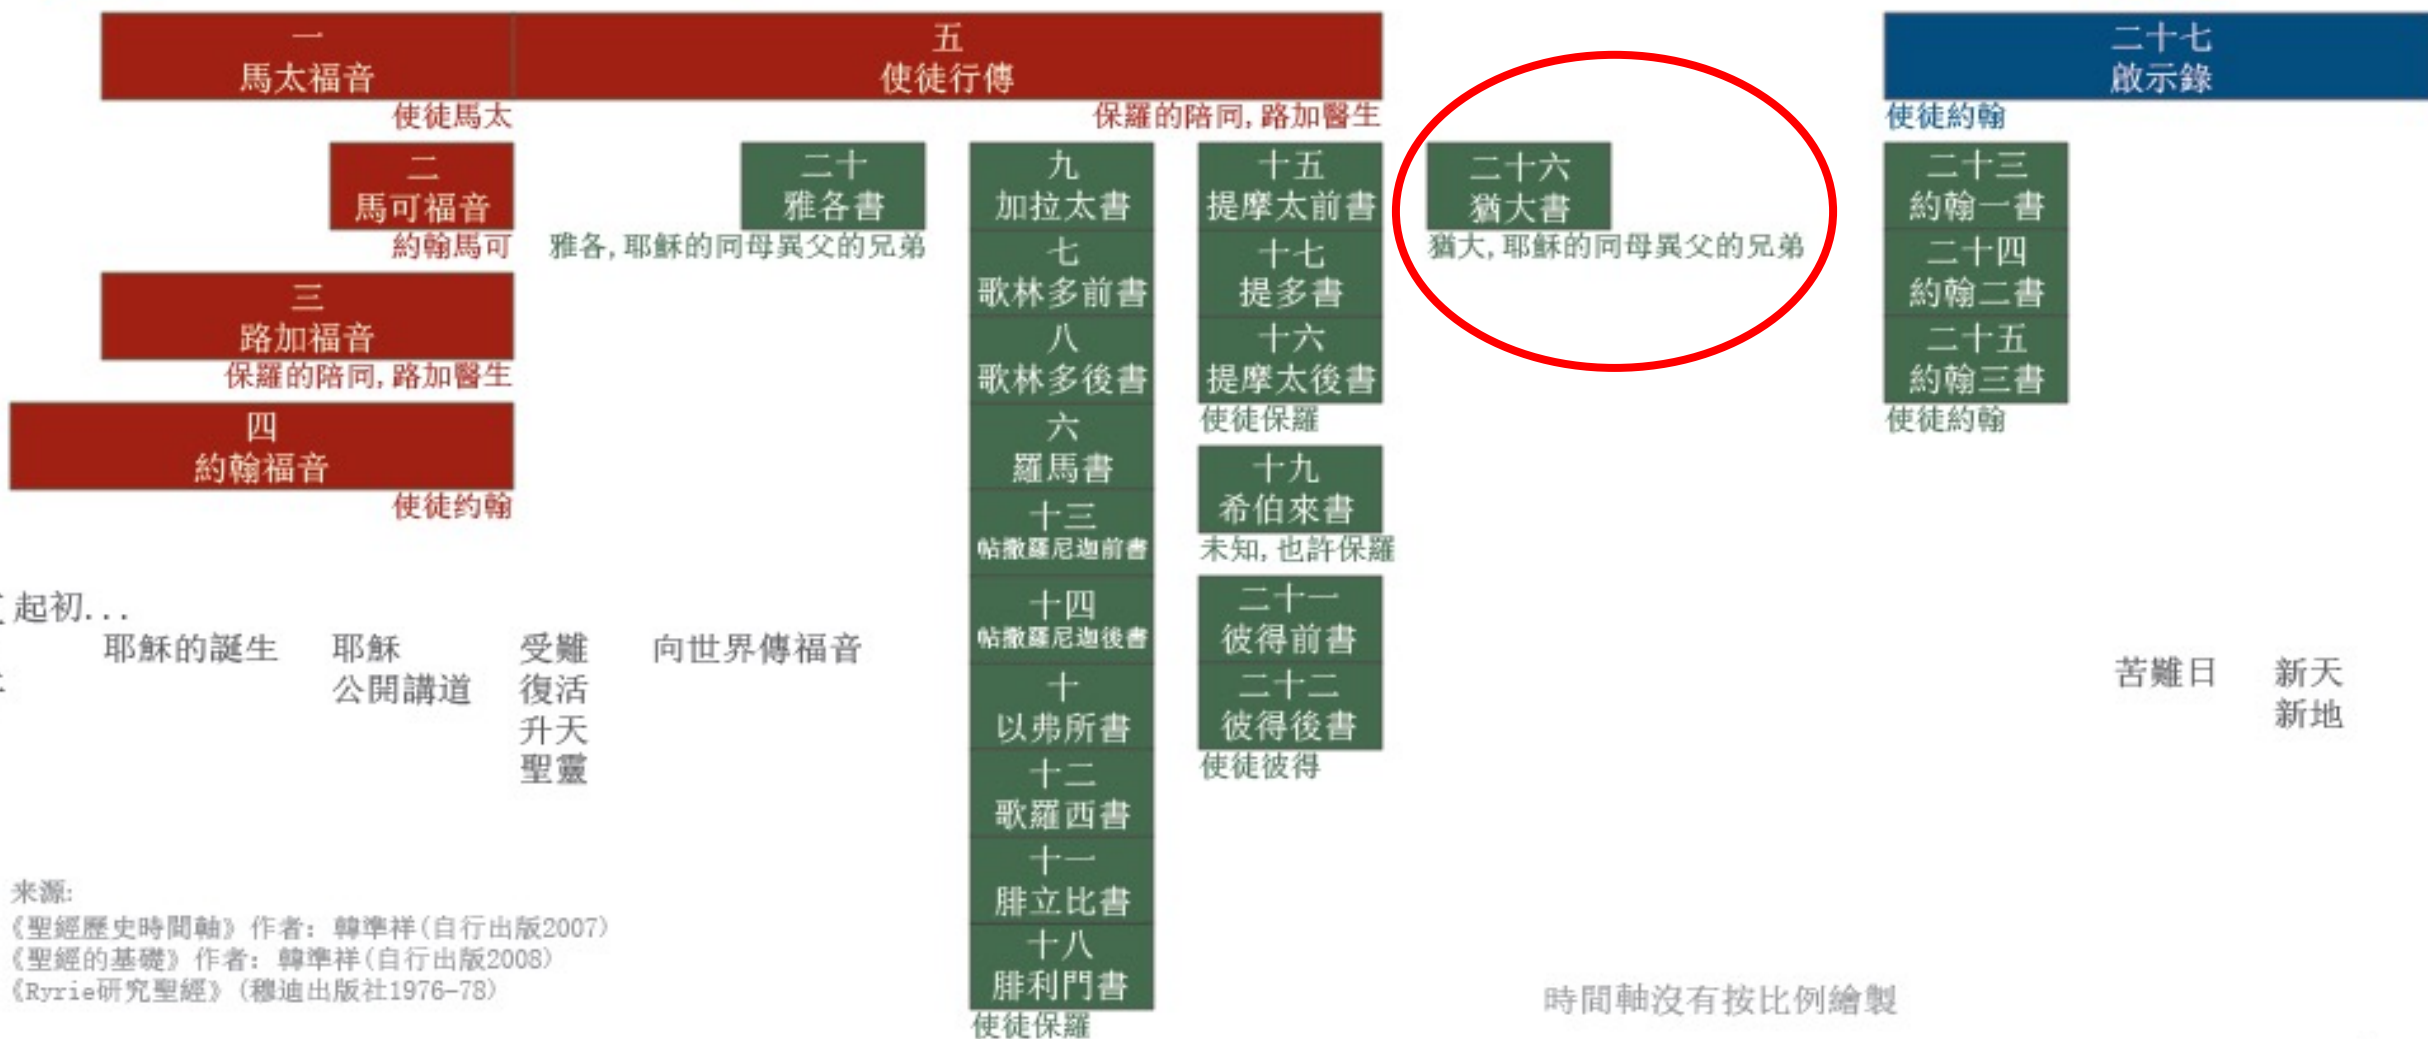 一
馬太福音
使徒馬太
五
使徒行傳
保羅的陪同,路加醫生
二十七
啟示錄
使徒約翰
二
馬可福音
約翰馬可
三
路加福音
保羅的陪同,路加醫生
四
約翰福音
使徒约翰
二十
雅各書
雅各,耶穌的同母異父的兄弟
九
加拉太書
七
歌林多前書
八
歌林多後書
六
羅馬書
十三
帖撒羅尼迦前書
十四
帖撒羅尼迦後書
十
以弗所書
十二
歌羅西書
十一
腓立比書
十八
腓利門書
使徒保羅
十五
提摩太前書
十七
提多書
十六
提摩太後書
使徒保羅
十九
希伯來書
未知,也許保羅
二十一
彼得前書
二十二
彼得後書
使徒彼得
二十六
猶大書
猶大,耶穌的同母異父的兄弟
二十三
約翰一書
二十四
約翰二書
二十五
約翰三書
使徒約翰
起初...
耶穌的誕生
耶穌
公開講道
受難
復活
升天
聖靈
向世界傳福音
苦難日
新天
新地
来源:
《聖經歷史時間軸》作者: 韓準祥(自行出版2007)
《聖經的基礎》作者: 韓準祥(自行出版2008)
《Ryrie研究聖經》(穆迪出版社1976-78)
時間軸沒有按比例繪製